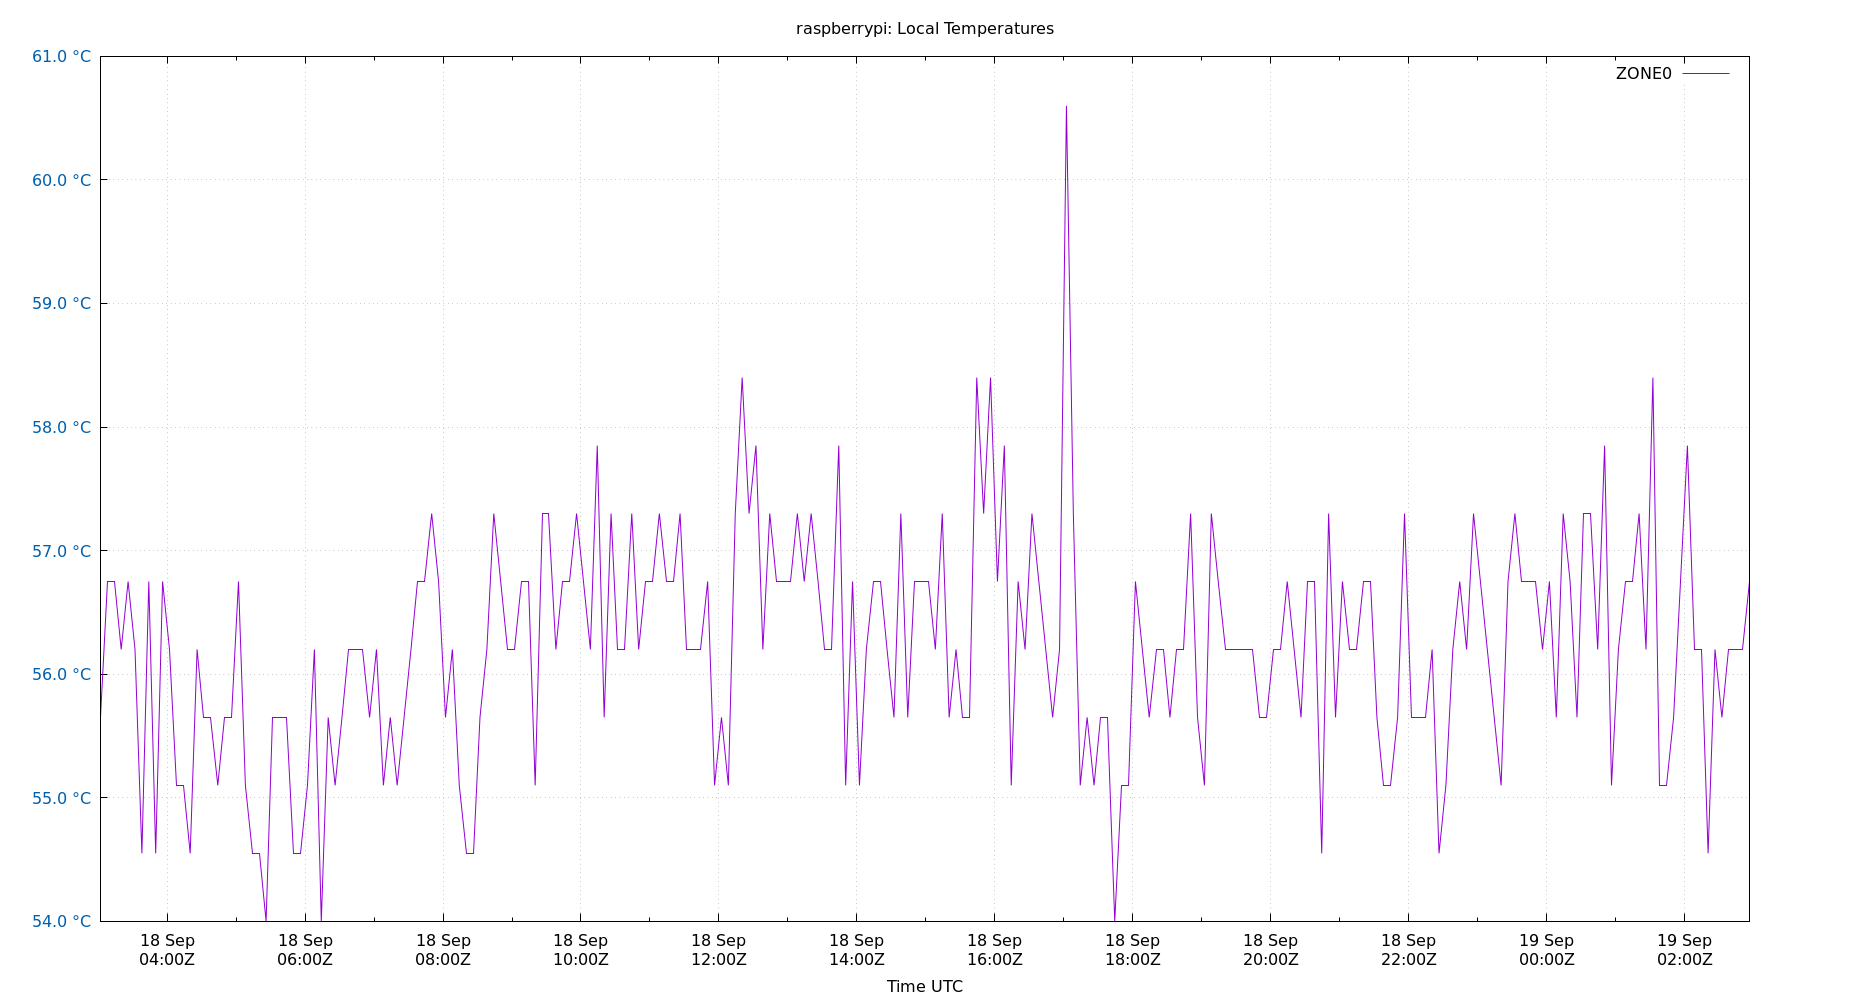 raspberrypi: Local Temperatures
61.0 °C
ZONE0
60.0 °C
59.0 °C
58.0 °C
57.0 °C
56.0 °C
55.0 °C
54.0 °C
18 Sep 18 Sep 18 Sep 18 Sep 18 Sep 18 Sep 18 Sep 18 Sep 18 Sep 18 Sep 19 Sep 19 Sep
04:00Z 06:00Z 08:00Z 10:00Z 12:00Z 14:00Z 16:00Z 18:00Z 20:00Z 22:00Z 00:00Z 02:00Z
Time UTC